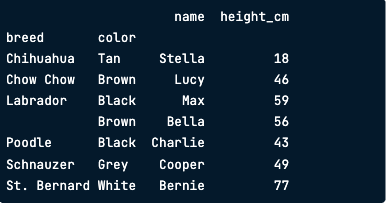 name height_cm
breed color
Chihuahua Tan Stella 18
Chow Chow Brown Lucy 46
Labrador Black Max 59
Brown Bella 56
Poodle Black Charlie 43
Schnauzer Grey Cooper 49
St. Bernard White Bernie 77